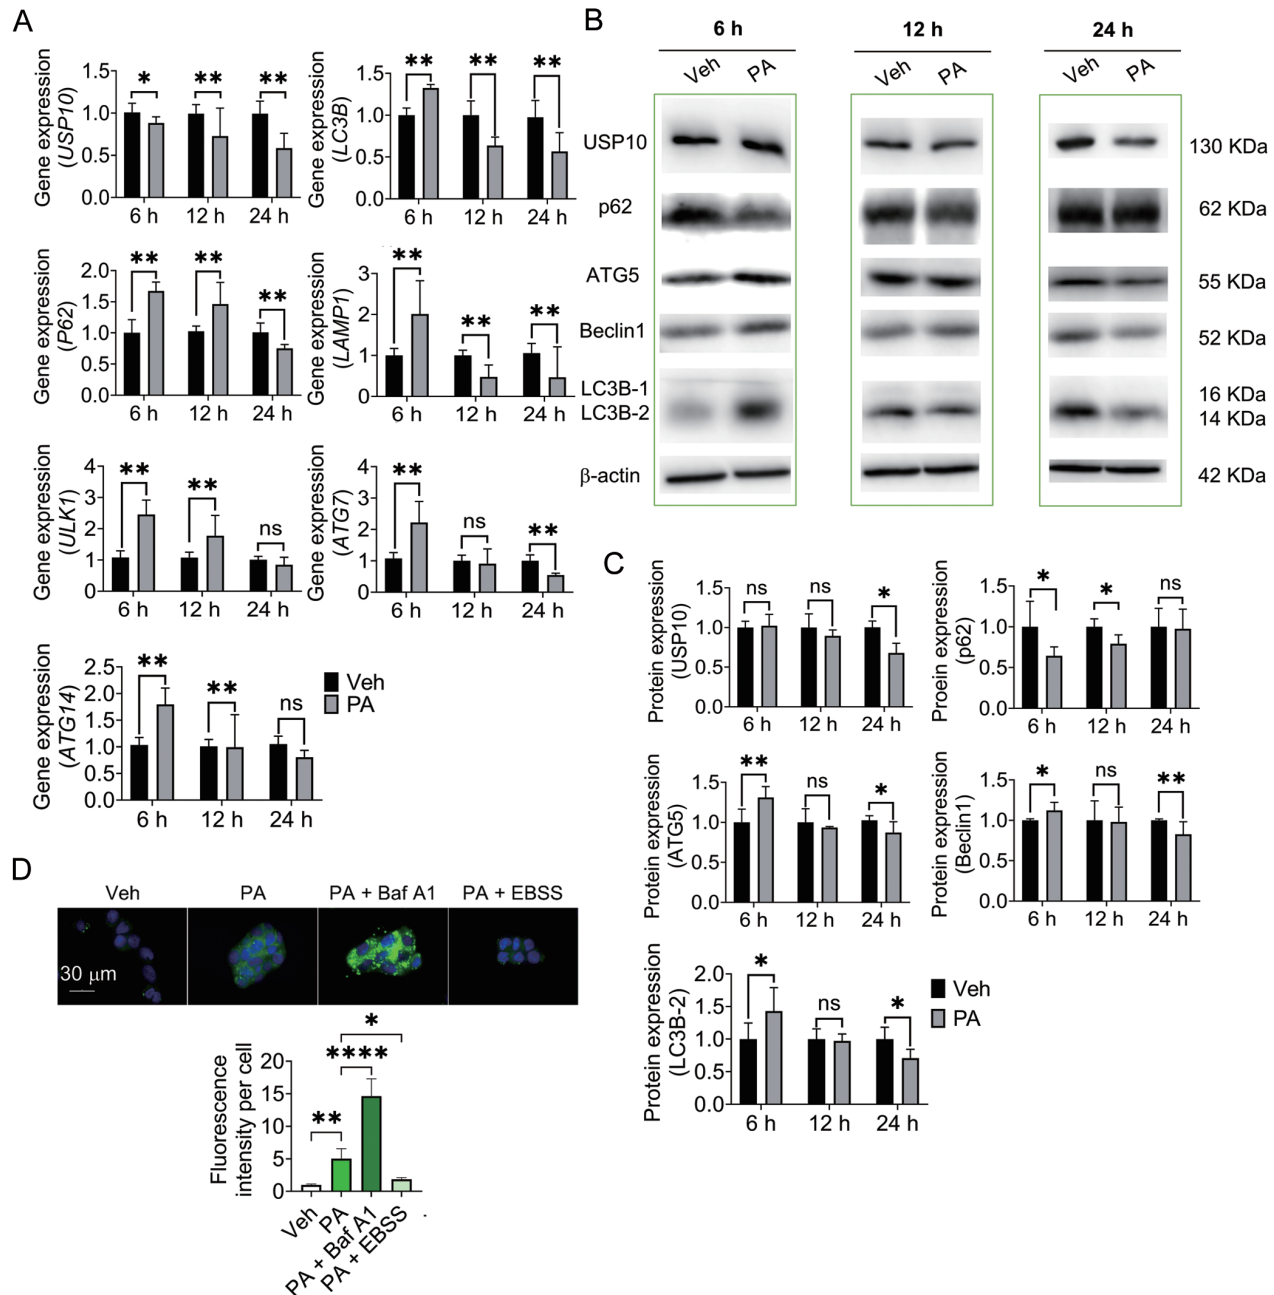 A
Gene expression
(USP10)
1.5
1.0
0.5
0.0
*
**
**
6 h
12 h
24 h
Gene expression
(LC3B)
1.5
1.0
0.5
0.0
**
**
**
6 h
12 h
24 h
Gene expression
(P62)
2.0
1.5
1.0
0.5
0.0
**
**
**
6 h
12 h
24 h
Gene expression
(LAMP1)
3
2
1
0
**
**
**
6 h
12 h
24 h
Gene expression
(ULK1)
4
3
2
1
0
**
**
ns
6 h
12 h
24 h
Gene expression
(ATG7)
4
3
2
1
0
**
ns
**
6 h
12 h
24 h
Gene expression
(ATG14)
2.5
2.0
1.5
1.0
0.5
0.0
**
**
ns
6 h
12 h
24 h
Veh
PA
B
6 h
12 h
24 h
Veh PA
Veh PA
Veh PA
USP10
130 KDa
p62
62 KDa
ATG5
55 KDa
Beclin1
52 KDa
LC3B-1
16 KDa
LC3B-2
14 KDa
β-actin
42 KDa
C
Protein expression
(USP10)
1.5
1.0
0.5
0.0
ns
ns
*
6 h
12 h
24 h
Proein expression
(p62)
1.5
1.0
0.5
0.0
*
*
ns
6 h
12 h
24 h
Protein expression
(ATG5)
1.5
1.0
0.5
0.0
**
ns
*
6 h
12 h
24 h
Protein expression
(Beclin1)
1.5
1.0
0.5
0.0
*
ns
**
6 h
12 h
24 h
Protein expression
(LC3B-2)
2.0
1.5
1.0
0.5
0.0
*
ns
*
6 h
12 h
24 h
Veh
PA
D
Veh
PA
PA + Baf A1
PA + EBSS
30 μm
Fluorescence
intensity per cell
20
15
10
5
0
**
****
*
Veh
PA
PA + Baf A1
PA + EBSS